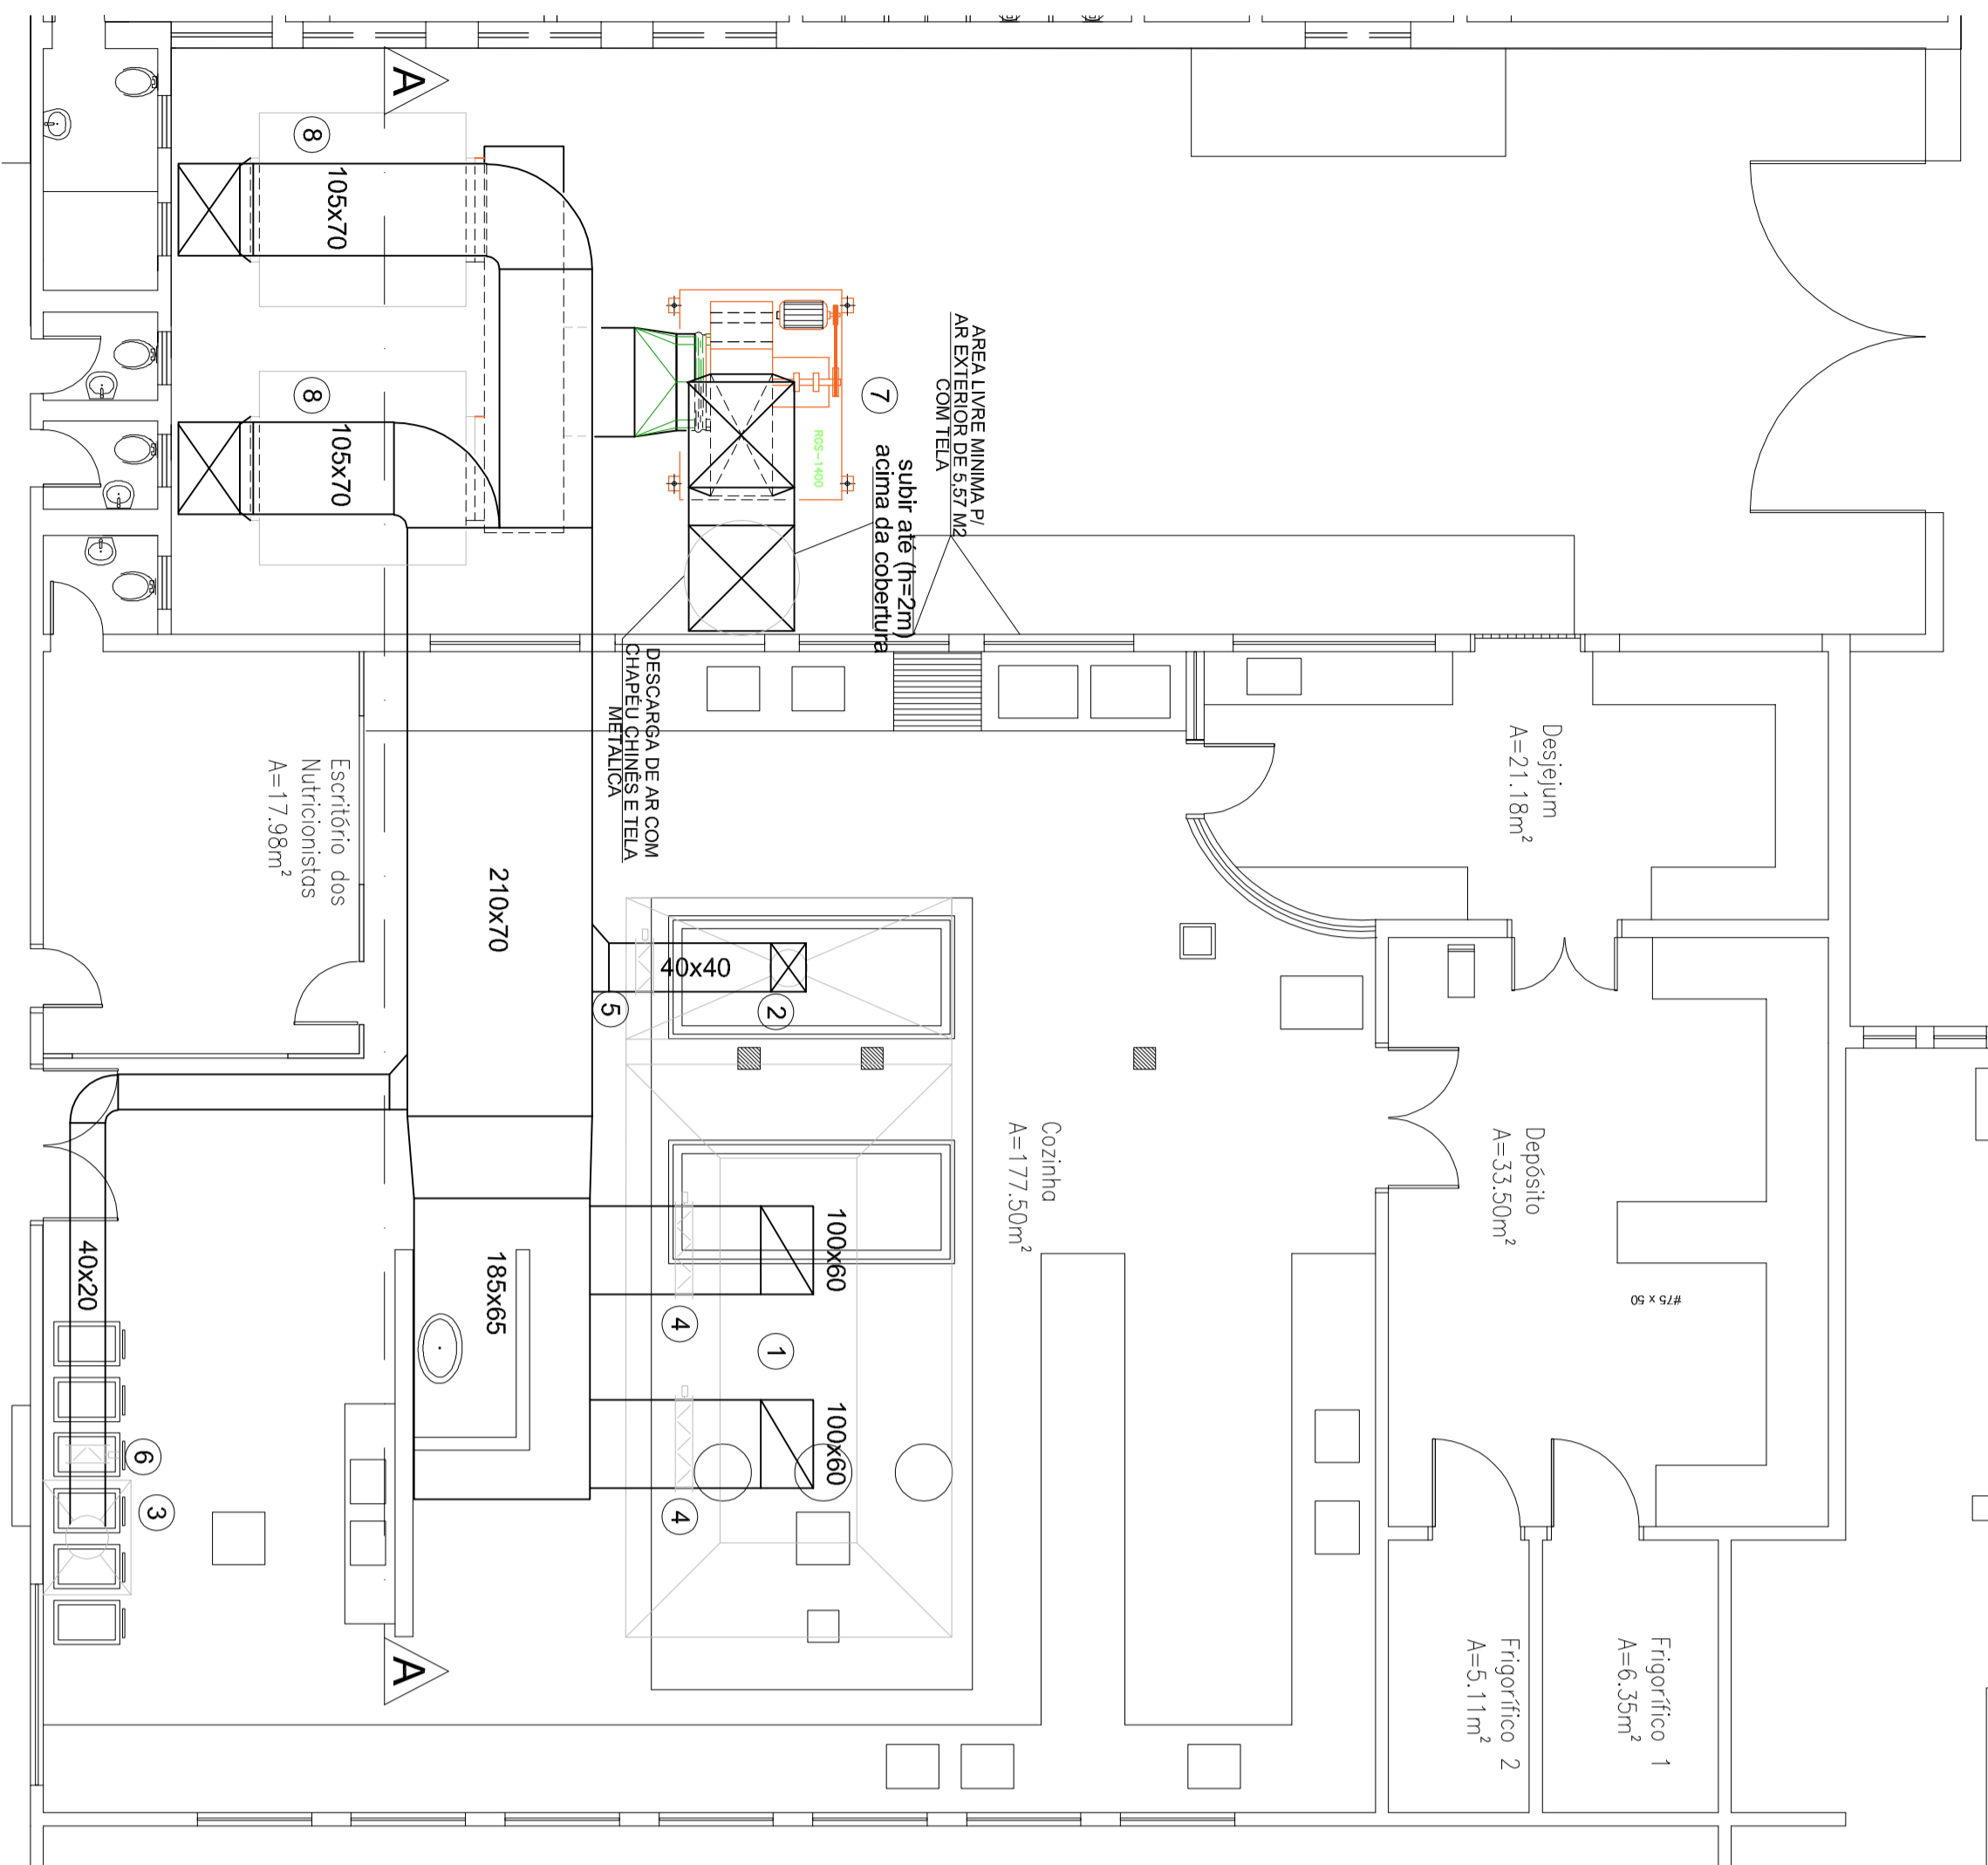 A
8
105x70
8
105x70
AREA LIVRE MINIMA P/
AR EXTERIOR DE 5,57 M2
COM TELA
7
RGS-1400
subir até (h=2m)
acima da cobertura
DESCARGA DE AR COM
CHAPÉU CHINÊS E TELA
METALICA
Escritório dos
Nutricionistas
A=17.98m²
Desjejum
A=21.18m²
210x70
40x40
5
2
Cozinha
A=177.50m²
Depósito
A=33.50m²
#75 x 50
100x60
185x65
40x20
4
1
100x60
4
6
3
A
Frigorífico 1
A=6.35m²
Frigorífico 2
A=5.11m²